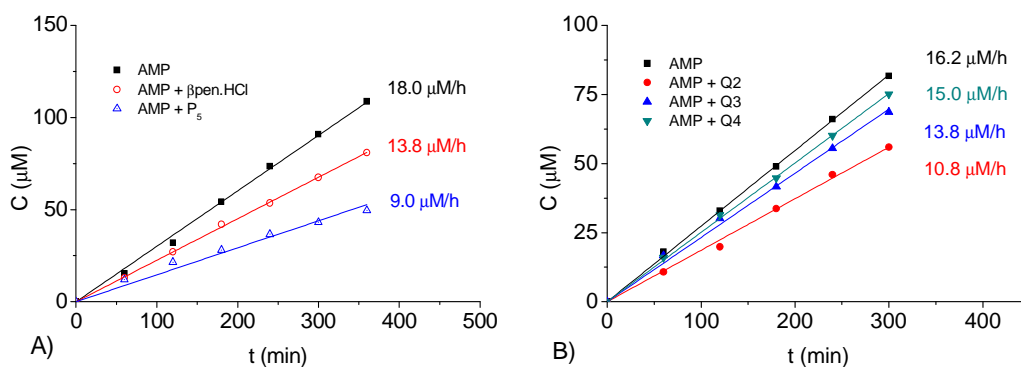 150
100
50
0
C (μM)
AMP
AMP + βpen.HCl
AMP + P₅
18.0 μM/h
13.8 μM/h
9.0 μM/h
0 100 200 300 400 500
t (min)
A)
100
75
50
25
0
C (μM)
AMP
AMP + Q2
AMP + Q3
AMP + Q4
16.2 μM/h
15.0 μM/h
13.8 μM/h
10.8 μM/h
0 100 200 300 400
t (min)
B)